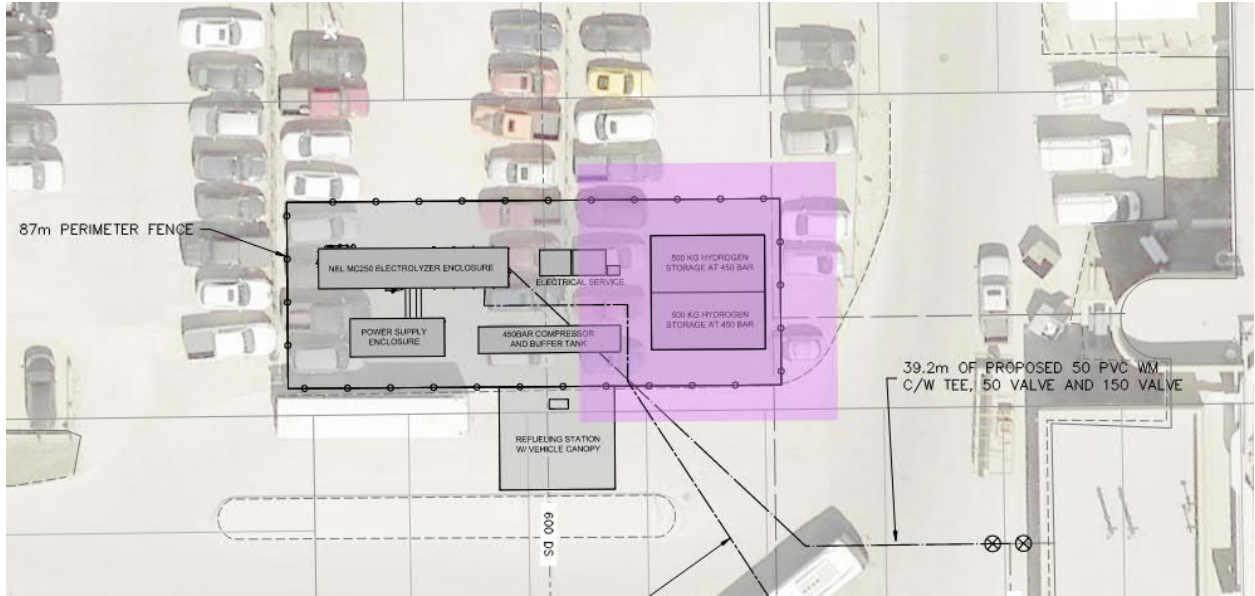 87m PERIMETER FENCE
NEL MC250 ELECTROLYZER ENCLOSURE
ELECTRICAL SERVICE
500 KG HYDROGEN
STORAGE AT 450 BAR
500 KG HYDROGEN
STORAGE AT 450 BAR
POWER SUPPLY
ENCLOSURE
450BAR COMPRESSOR
AND BUFFER TANK
39.2m OF PROPOSED 50 PVC WM
C/W TEE, 50 VALVE AND 150 VALVE
REFUELING STATION
W/ VEHICLE CANOPY
600 DS